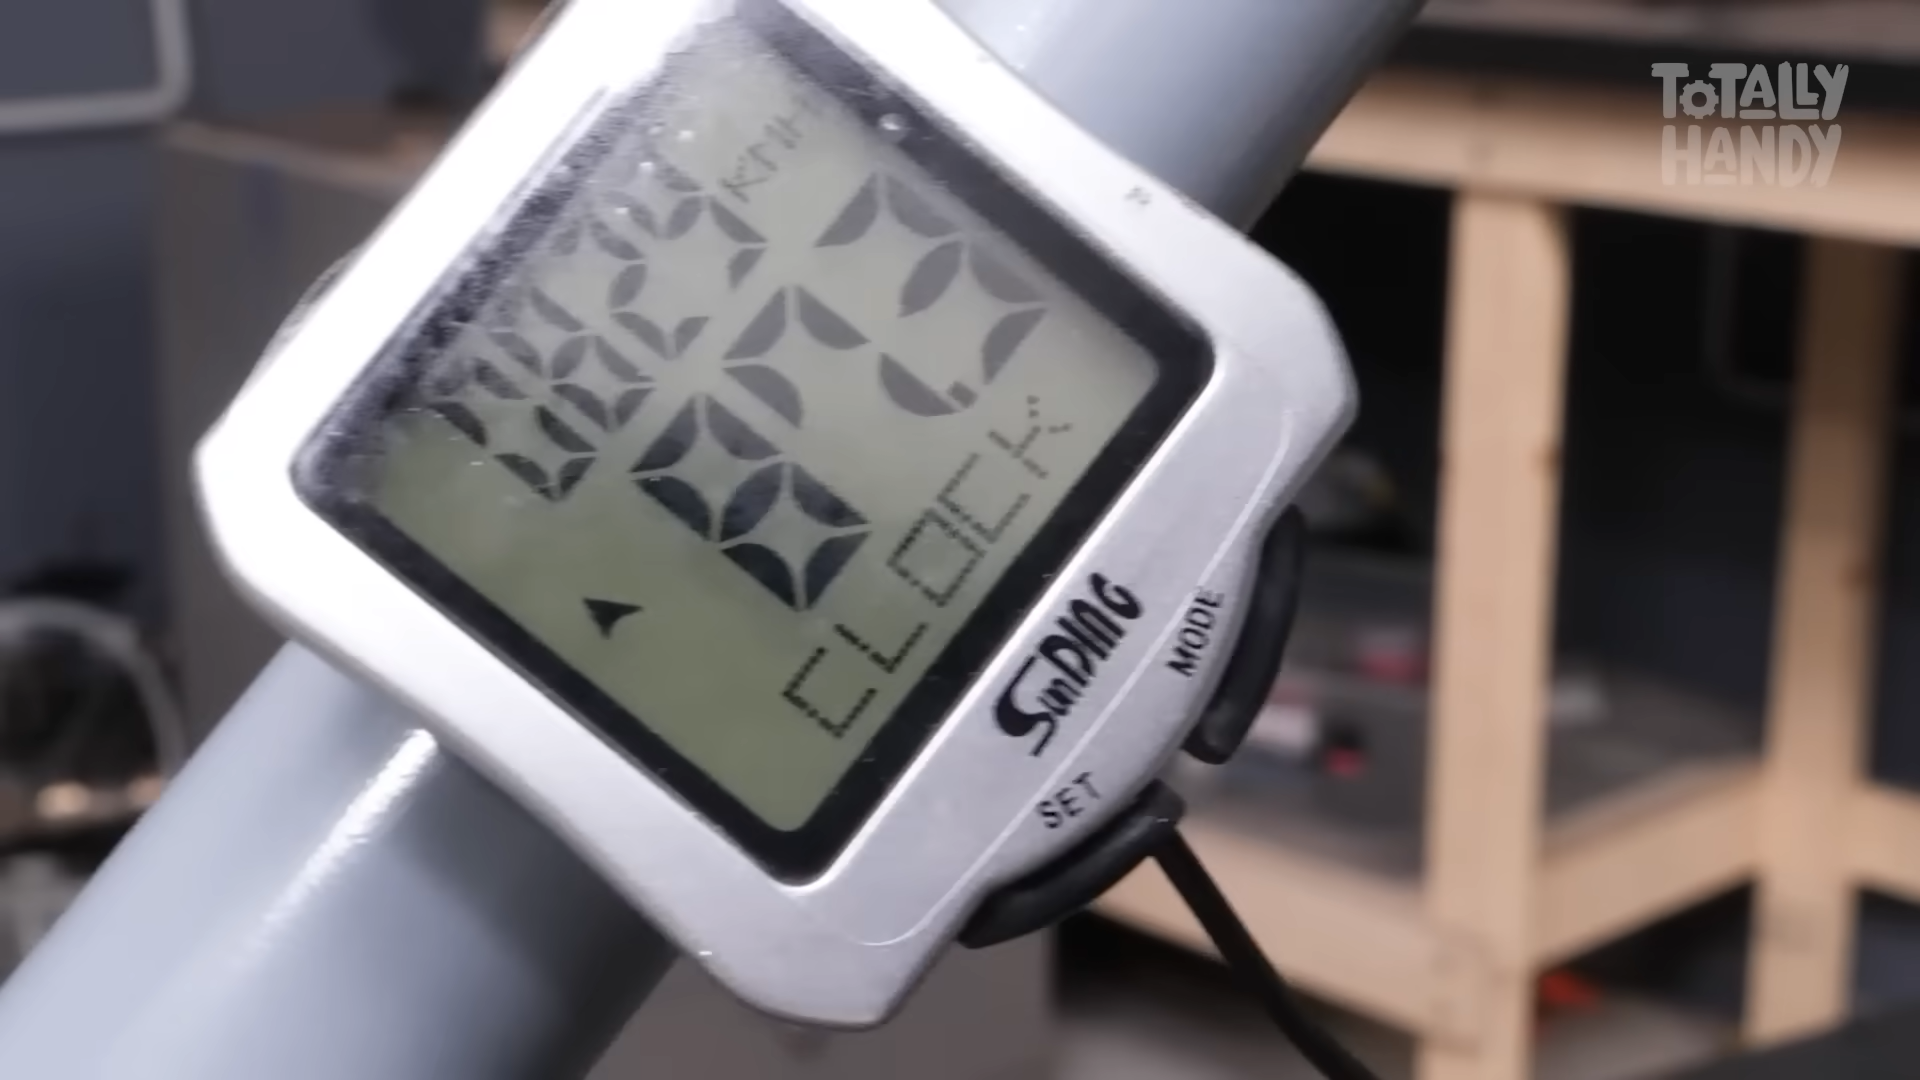 KM/H
CLOCK
SunDING
SET MODE
TOTALLY
HANDY